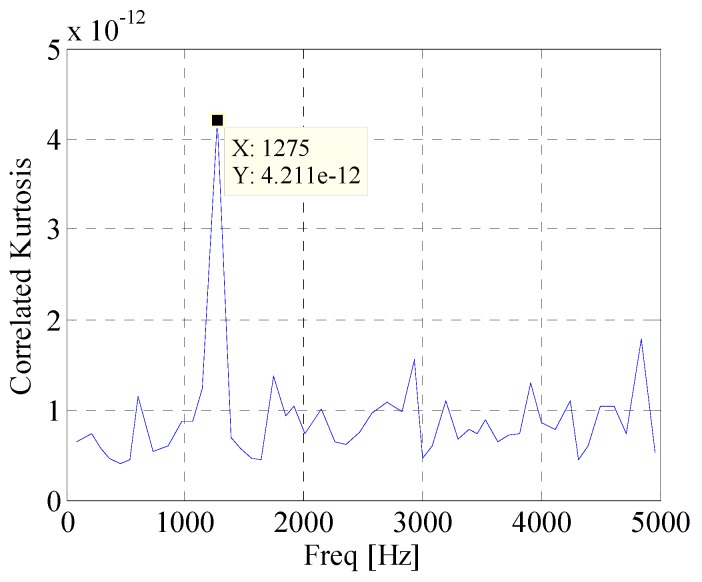 x 10^-12
5
4
3
2
1
0
Correlated Kurtosis
X: 1275
Y: 4.211e-12
0 1000 2000 3000 4000 5000
Freq [Hz]